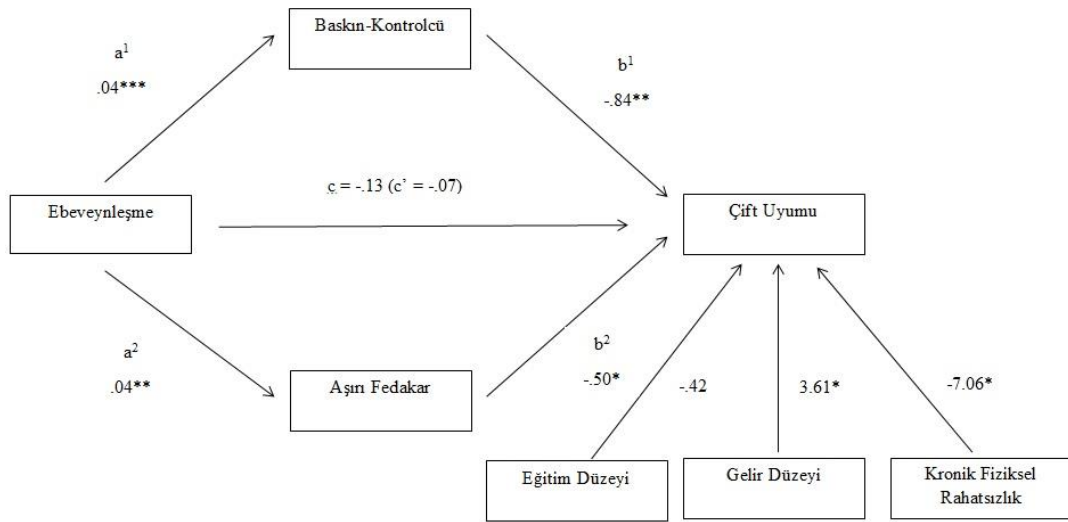 Baskın-Kontrolcü
a¹
.04***
b¹
-.84**
c = -.13 (c’ = -.07)
Ebeveynleşme
Çift Uyumu
a²
.04**
Aşırı Fedakar
b²
-.50*
-.42
3.61*
-7.06*
Eğitim Düzeyi
Gelir Düzeyi
Kronik Fiziksel
Rahatsızlık